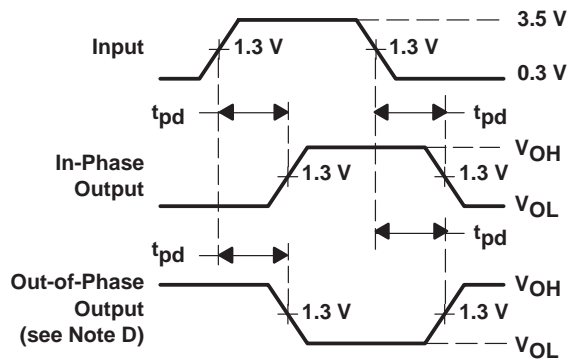 3.5 V
Input
1.3 V
1.3 V
0.3 V
tpd
tpd
VOH
In-Phase
Output
1.3 V
1.3 V
VOL
tpd
tpd
Out-of-Phase
Output
(see Note D)
VOH
1.3 V
1.3 V
VOL